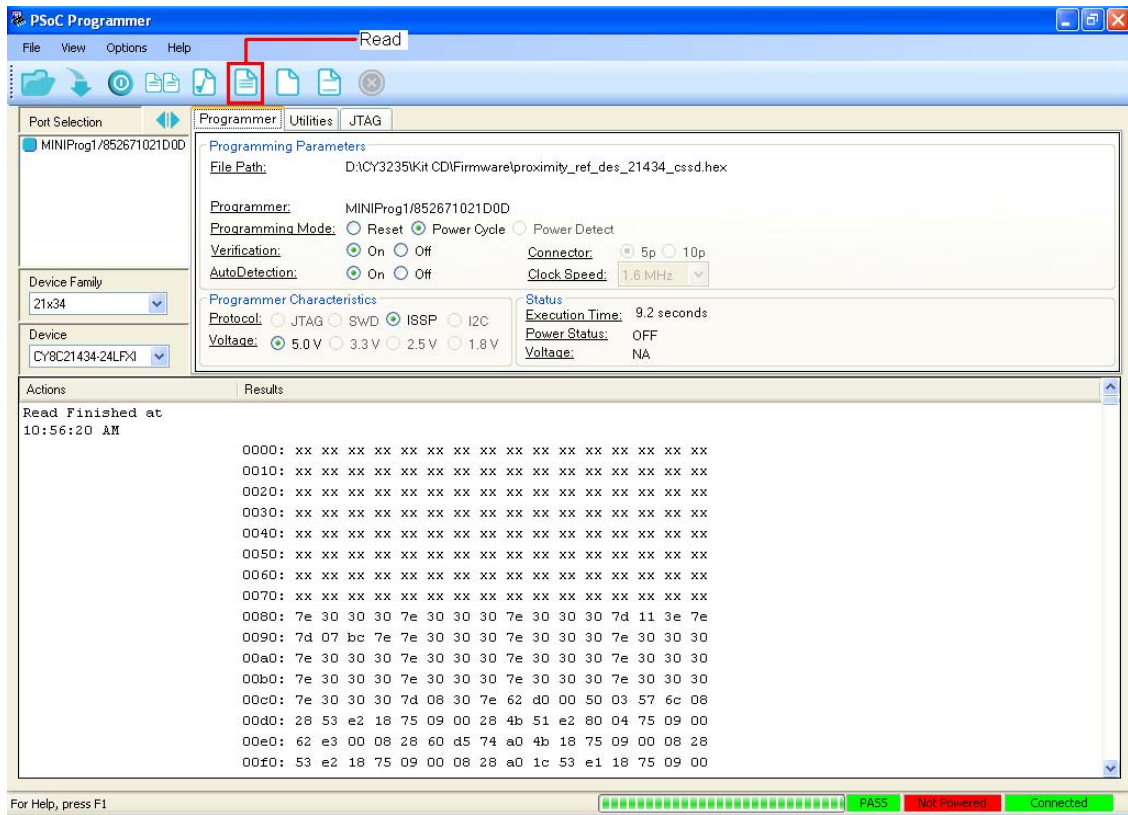 PSoC Programmer
File View Options Help
Read
Port Selection
Programmer Utilities JTAG
MINIProg1/852671021D0D
Programming Parameters
File Path: D:\CY3235\Kit CD\Firmware\proximity_ref_des_21434_cssd.hex
Programmer: MINIProg1/852671021D0D
Programming Mode: Reset Power Cycle Power Detect
Verification: On Off Connector: 5p 10p
AutoDetection: On Off Clock Speed: 1.6 MHz
Device Family
21x34
Device
CY8C21434-24LFXI
Programmer Characteristics
Protocol: JTAG SWD ISSP I2C
Voltage: 5.0 V 3.3 V 2.5 V 1.8 V
Status
Execution Time: 9.2 seconds
Power Status: OFF
Voltage: NA
Actions Results
Read Finished at
10:56:20 AM
0000: xx xx xx xx xx xx xx xx xx xx xx xx xx xx xx xx
0010: xx xx xx xx xx xx xx xx xx xx xx xx xx xx xx xx
0020: xx xx xx xx xx xx xx xx xx xx xx xx xx xx xx xx
0030: xx xx xx xx xx xx xx xx xx xx xx xx xx xx xx xx
0040: xx xx xx xx xx xx xx xx xx xx xx xx xx xx xx xx
0050: xx xx xx xx xx xx xx xx xx xx xx xx xx xx xx xx
0060: xx xx xx xx xx xx xx xx xx xx xx xx xx xx xx xx
0070: xx xx xx xx xx xx xx xx xx xx xx xx xx xx xx xx
0080: 7e 30 30 30 7e 30 30 30 7e 30 30 30 7d 11 3e 7e
0090: 7d 07 bc 7e 7e 30 30 30 7e 30 30 30 7e 30 30 30
00a0: 7e 30 30 30 7e 30 30 30 7e 30 30 30 7e 30 30 30
00b0: 7e 30 30 30 7e 30 30 30 7e 30 30 30 7e 30 30 30
00c0: 7e 30 30 30 7d 08 30 7e 62 d0 00 50 03 57 6c 08
00d0: 28 53 e2 18 75 09 00 28 4b 51 e2 80 04 75 09 00
00e0: 62 e3 00 08 28 60 d5 74 a0 4b 18 75 09 00 08 28
00f0: 53 e2 18 75 09 00 08 28 a0 1c 53 e1 18 75 09 00
For Help, press F1 PASS Not Powered Connected